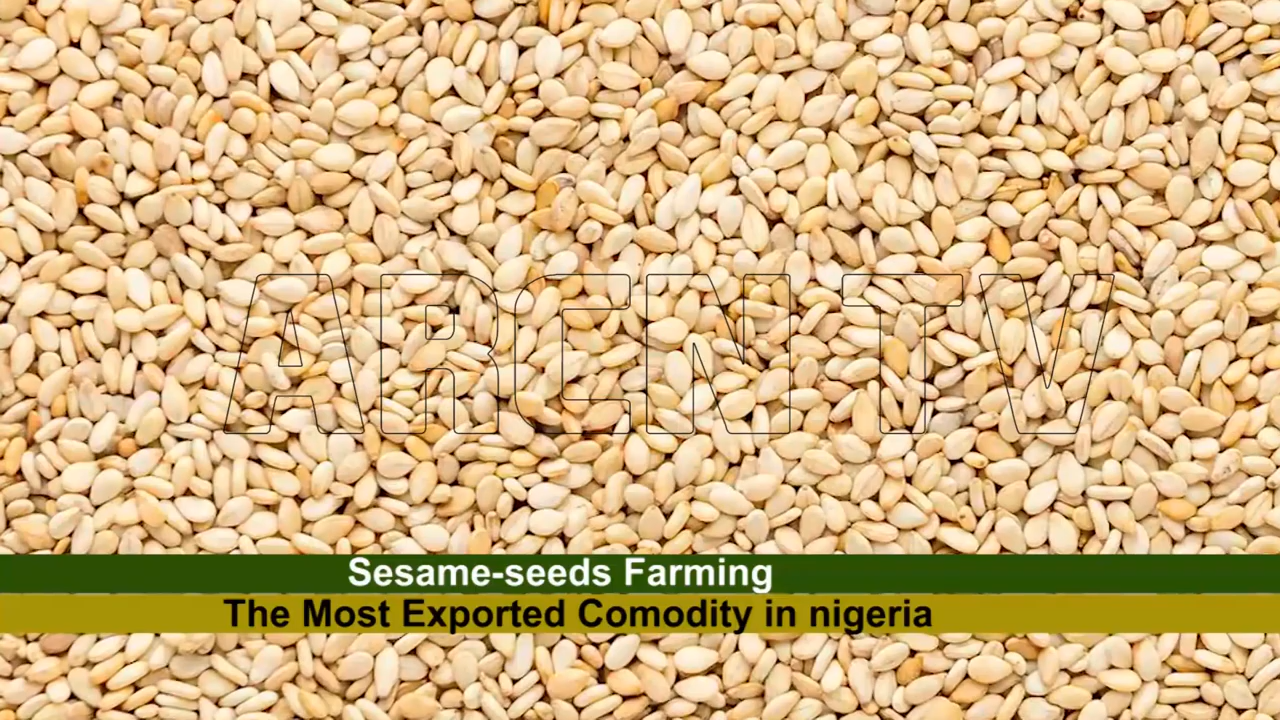 ARCN TV
Sesame-seeds Farming
The Most Exported Comodity in nigeria